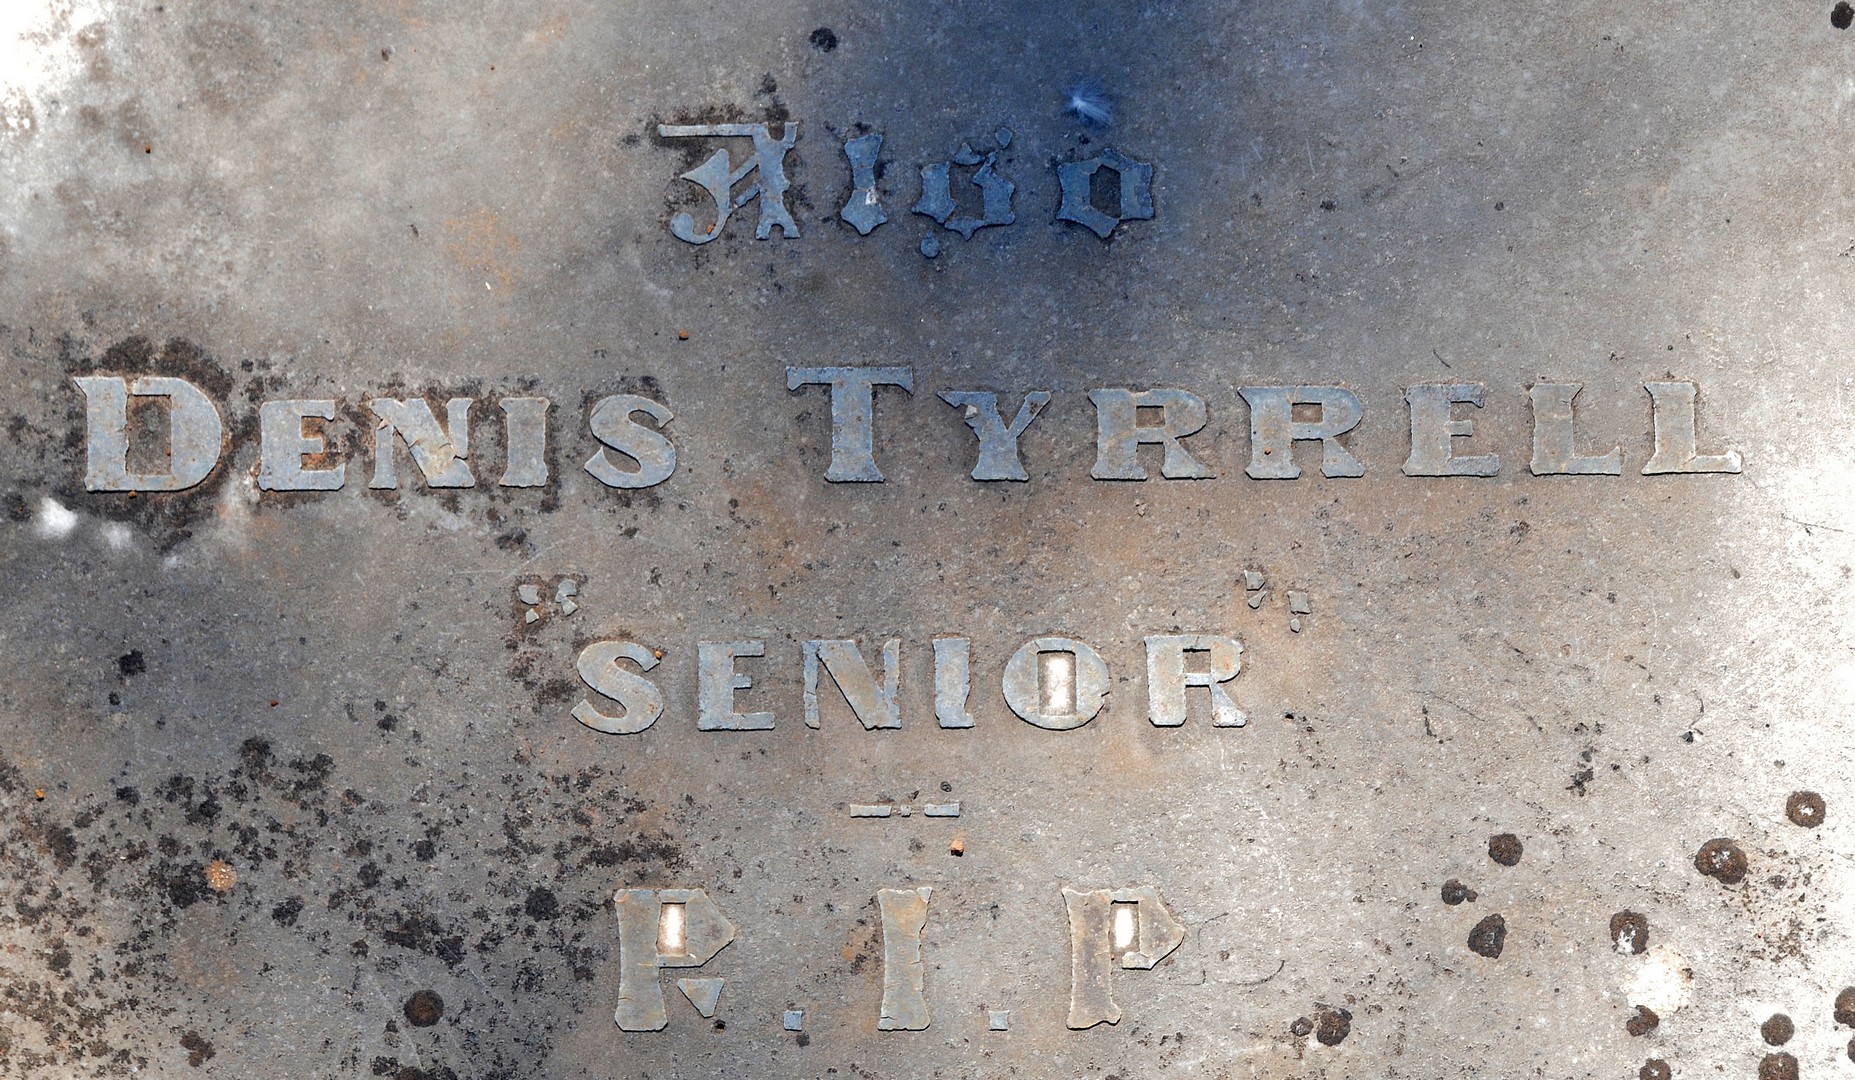 Also
DENIS TYRRELL
"SENIOR"
R.I.P